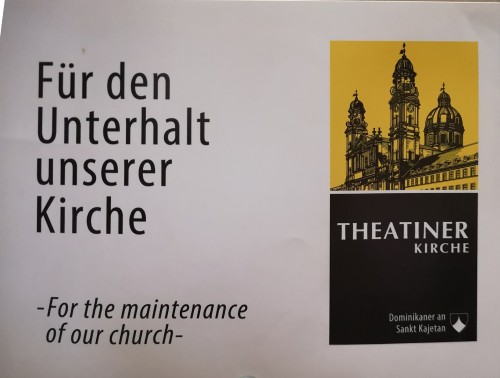 Für den
Unterhalt
unserer
Kirche
-For the maintenance
of our church-
THEATINER
KIRCHE
Dominikaner an
Sankt Kajetan